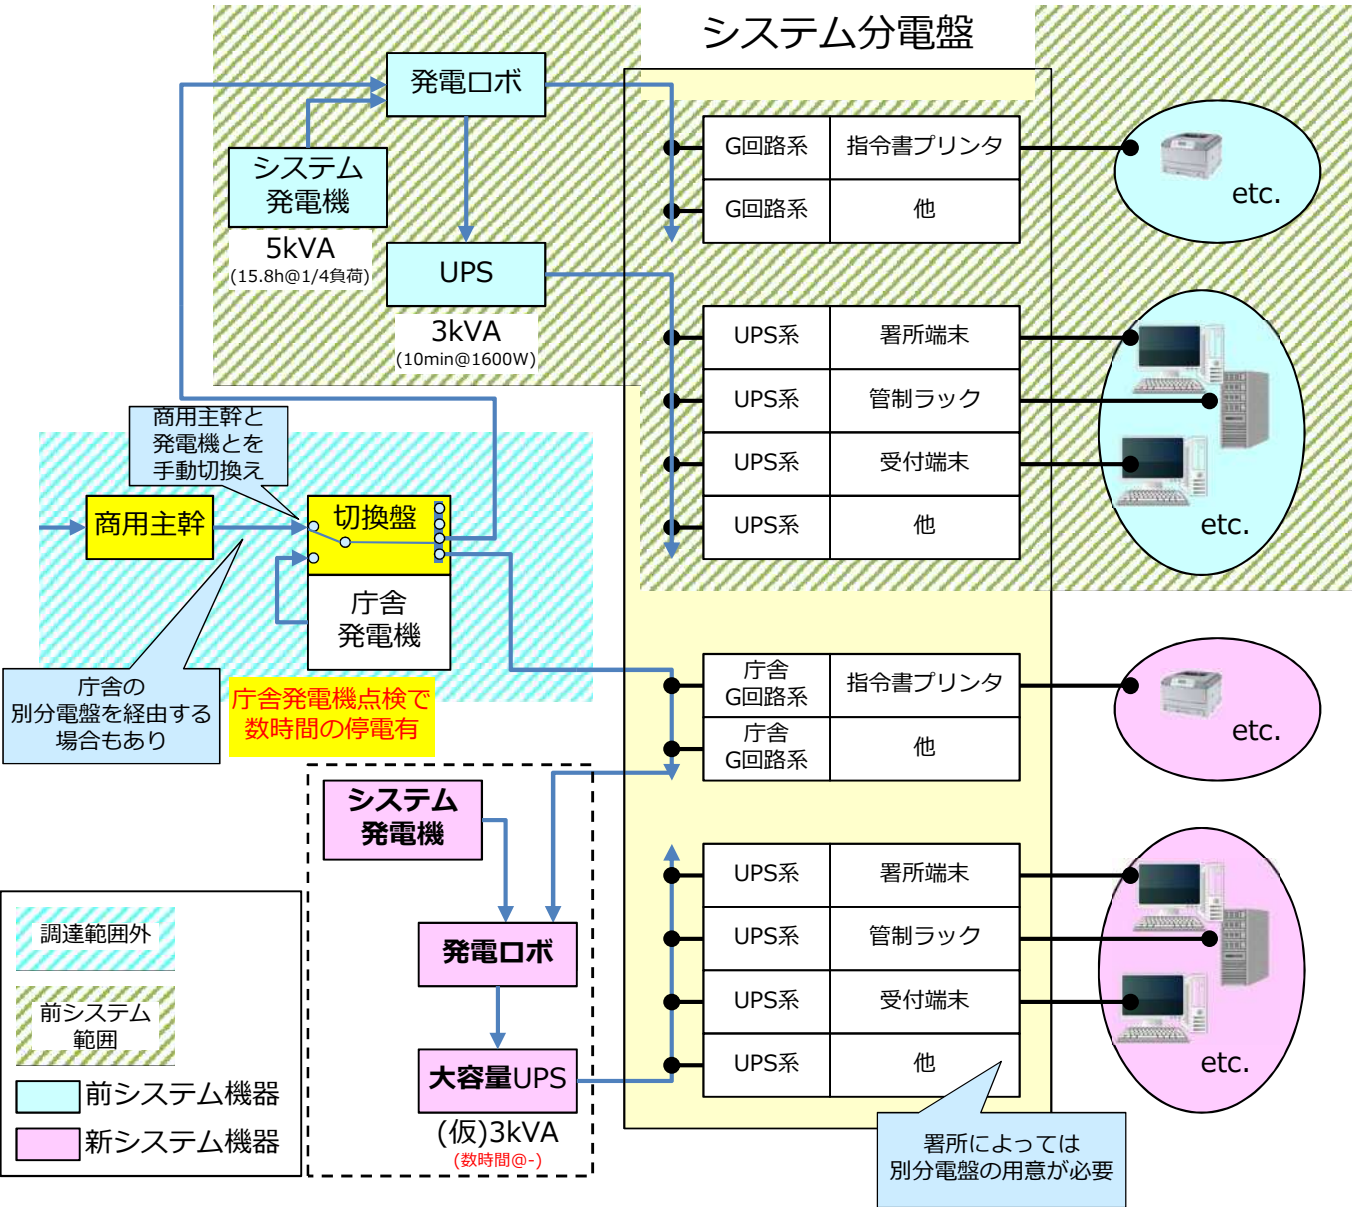 システム分電盤
発電ロボ
システム
発電機
5kVA
(15.8h@1/4負荷)
UPS
3kVA
(10min@1600W)
G回路系
指令書プリンタ
G回路系
他
etc.
UPS系
署所端末
UPS系
管制ラック
UPS系
受付端末
UPS系
他
etc.
商用主幹と
発電機とを
手動切換え
商用主幹
切換盤
庁舎
発電機
庁舎の
別分電盤を経由する
場合もあり
庁舎発電機点検で
数時間の停電有
庁舎
G回路系
指令書プリンタ
庁舎
G回路系
他
etc.
システム
発電機
発電ロボ
大容量UPS
(仮)3kVA
(数時間@-)
UPS系
署所端末
UPS系
管制ラック
UPS系
受付端末
UPS系
他
etc.
署所によっては
別分電盤の用意が必要
調達範囲外
前システム
範囲
前システム機器
新システム機器